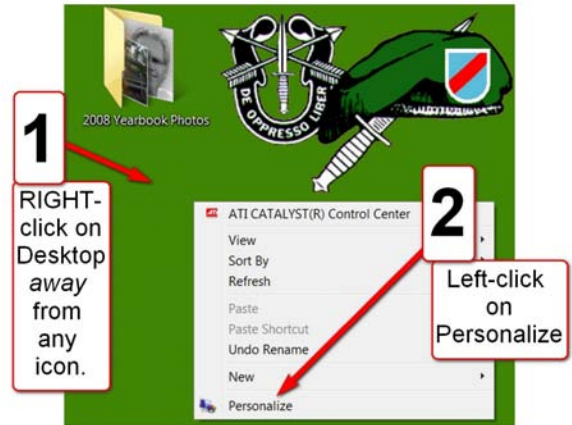 2008 Yearbook Photos
DE OPPRESSO LIBER
1
RIGHT-
click on
Desktop
away
from
any
icon.
ATI CATALYST(R) Control Center
View
Sort By
Refresh
Paste
Paste Shortcut
Undo Rename
New
Personalize
2
Left-click
on
Personalize